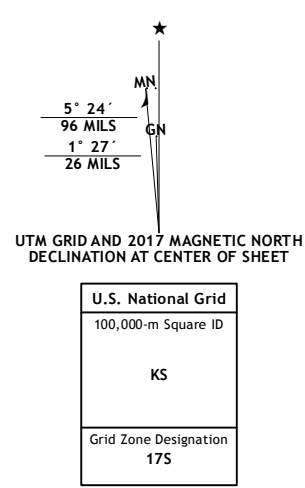 MN.
5° 24´
96 MILS
GN
1° 27´
26 MILS
UTM GRID AND 2017 MAGNETIC NORTH
DECLINATION AT CENTER OF SHEET
U.S. National Grid
100,000-m Square ID
KS
Grid Zone Designation
17S